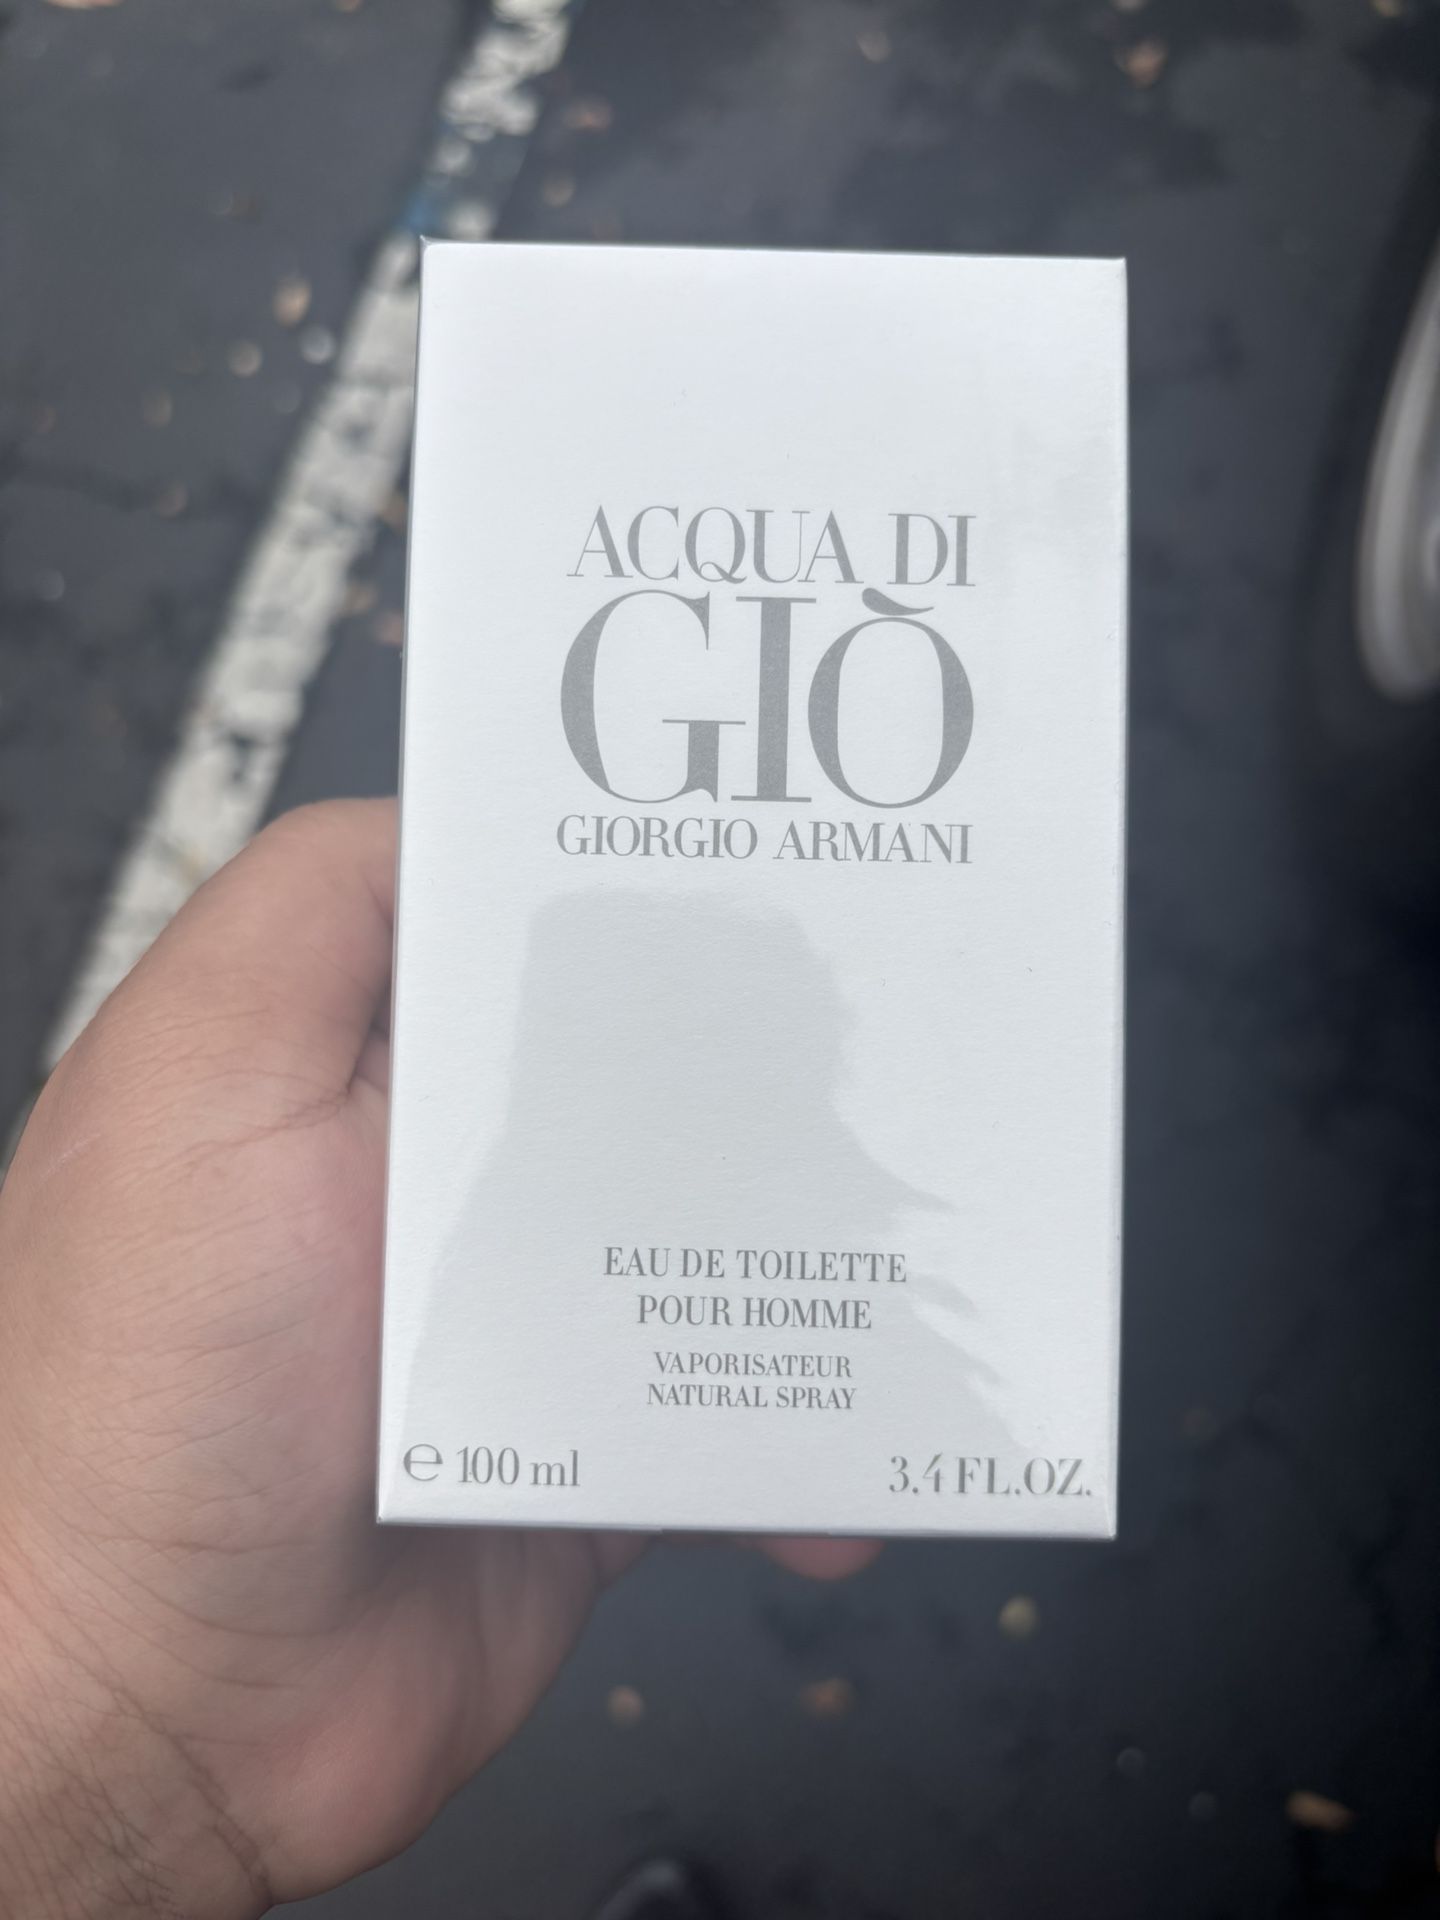 ACQUA DI
GIÒ
GIORGIO ARMANI
EAU DE TOILETTE
POUR HOMME
VAPORISATEUR
NATURAL SPRAY
℮ 100 ml 3.4 FL.OZ.